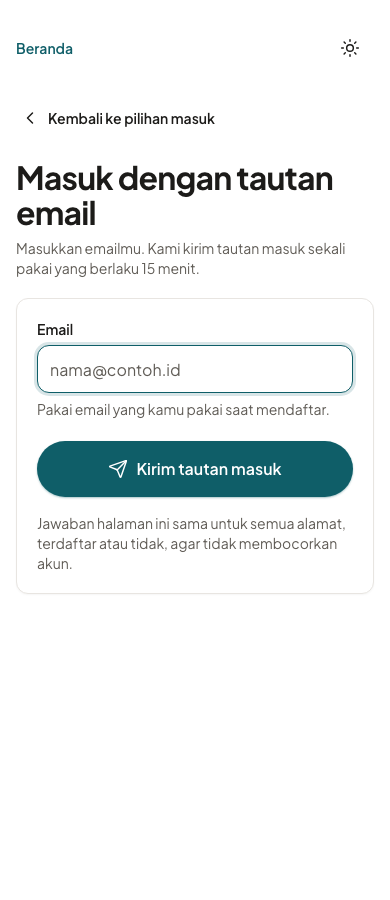 Beranda
Kembali ke pilihan masuk
Masuk dengan tautan
email
Masukkan emailmu. Kami kirim tautan masuk sekali
pakai yang berlaku 15 menit.
Email
nama@contoh.id
Pakai email yang kamu pakai saat mendaftar.
Kirim tautan masuk
Jawaban halaman ini sama untuk semua alamat,
terdaftar atau tidak, agar tidak membocorkan
akun.